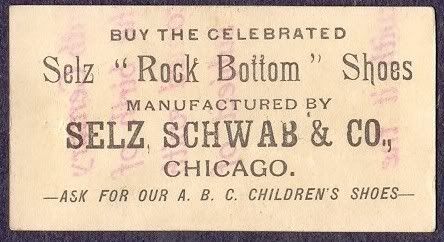 BUY THE CELEBRATED
Selz "Rock Bottom" Shoes
MANUFACTURED BY
SELZ, SCHWAB & CO.,
CHICAGO.
—ASK FOR OUR A. B. C. CHILDREN'S SHOES—